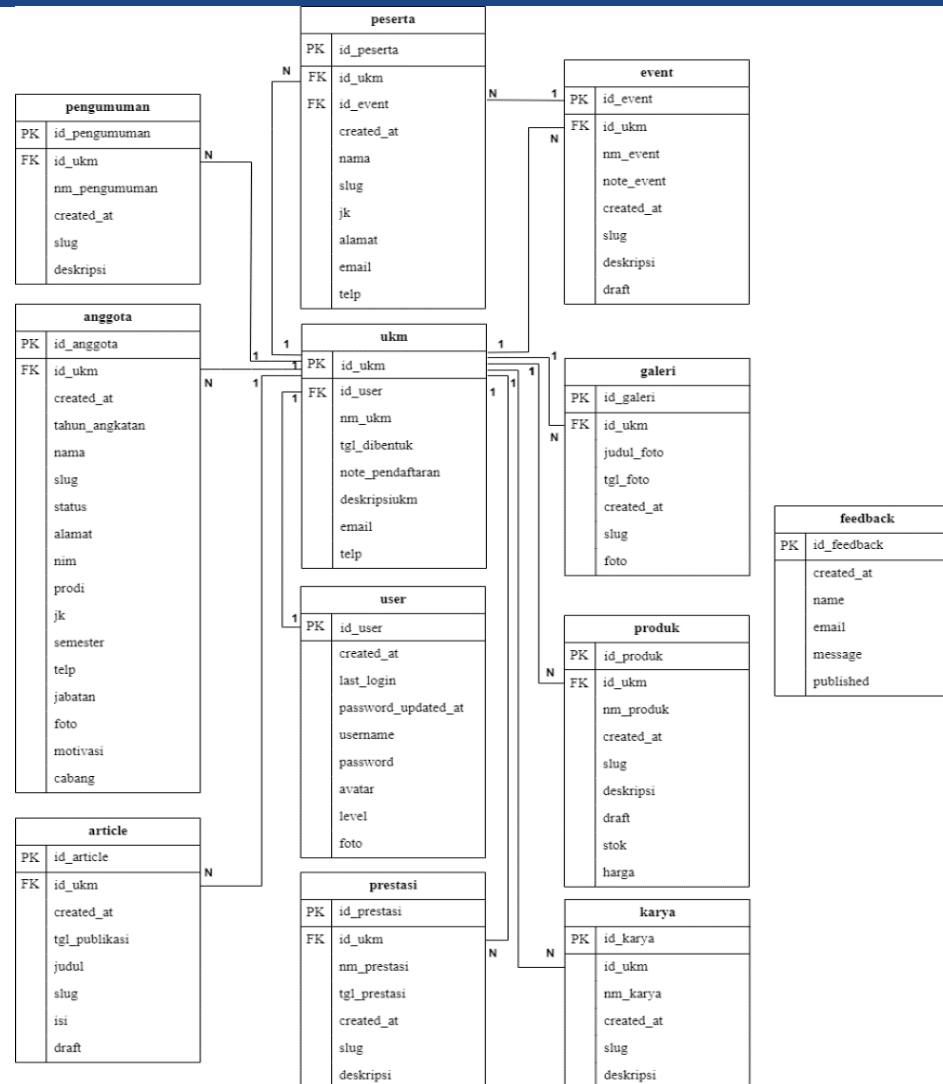 peserta
PK id_peserta
FK id_ukm
FK id_event
created_at
nama
slug
jk
alamat
email
telp
N
N
1
event
PK id_event
FK id_ukm
nm_event
note_event
created_at
slug
deskripsi
draft
N
pengumuman
PK id_pengumuman
FK id_ukm
nm_pengumuman
created_at
slug
deskripsi
N
anggota
PK id_anggota
FK id_ukm
created_at
tahun_angkatan
nama
slug
status
alamat
nim
prodi
jk
semester
telp
jabatan
foto
motivasi
cabang
N
ukm
PK id_ukm
FK id_user
nm_ukm
tgl_dibentuk
note_pendaftaran
deskripsiukm
email
telp
1
1
1
1
1
1
1
1
1
1
galeri
PK id_galeri
FK id_ukm
judul_foto
tgl_foto
created_at
slug
foto
N
feedback
PK id_feedback
created_at
name
email
message
published
user
PK id_user
created_at
last_login
password_updated_at
username
password
avatar
level
foto
1
produk
PK id_produk
FK id_ukm
nm_produk
created_at
slug
deskripsi
draft
stok
harga
N
article
PK id_article
FK id_ukm
created_at
tgl_publikasi
judul
slug
isi
draft
N
prestasi
PK id_prestasi
FK id_ukm
nm_prestasi
tgl_prestasi
created_at
slug
deskripsi
N
karya
PK id_karya
id_ukm
nm_karya
created_at
slug
deskripsi
N